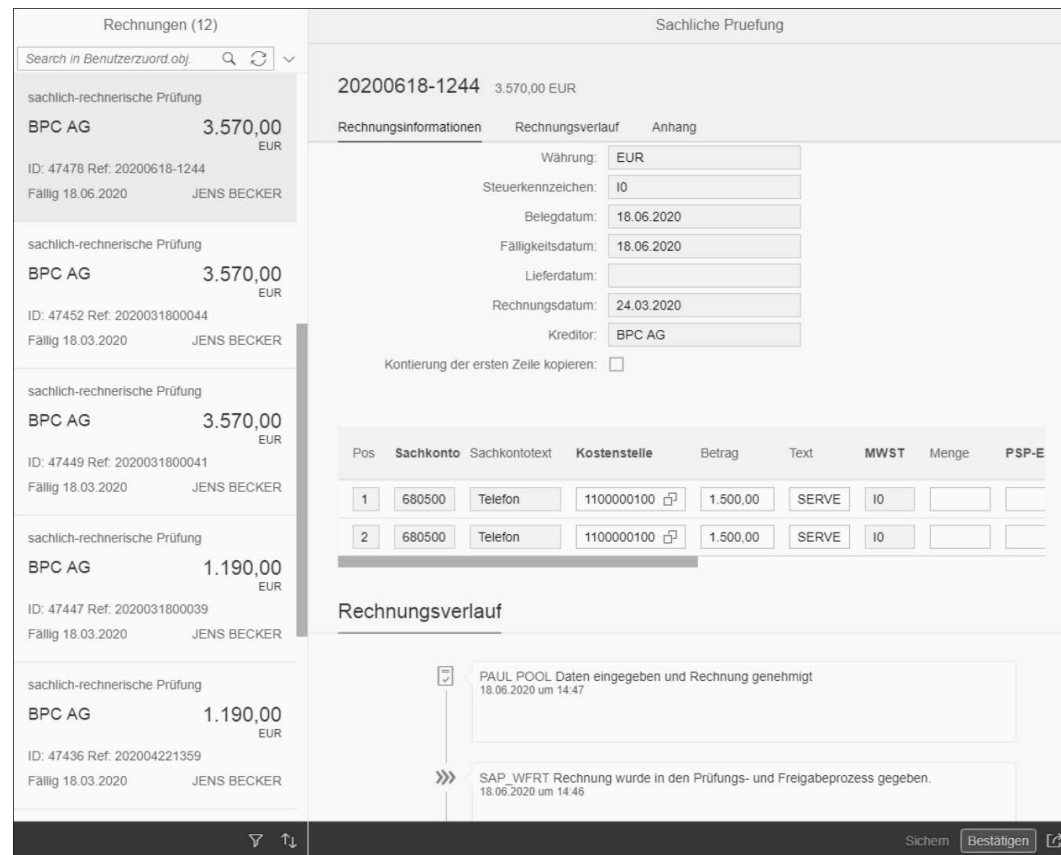 Rechnungen (12)
Search in Benutzerzuord.obj.
sachlich-rechnerische Prüfung
BPC AG 3.570,00
EUR
ID: 47478 Ref: 20200618-1244
Fällig 18.06.2020 JENS BECKER
sachlich-rechnerische Prüfung
BPC AG 3.570,00
EUR
ID: 47452 Ref: 2020031800044
Fällig 18.03.2020 JENS BECKER
sachlich-rechnerische Prüfung
BPC AG 3.570,00
EUR
ID: 47449 Ref: 2020031800041
Fällig 18.03.2020 JENS BECKER
sachlich-rechnerische Prüfung
BPC AG 1.190,00
EUR
ID: 47447 Ref: 2020031800039
Fällig 18.03.2020 JENS BECKER
sachlich-rechnerische Prüfung
BPC AG 1.190,00
EUR
ID: 47436 Ref: 202004221359
Fällig 18.03.2020 JENS BECKER
Sachliche Pruefung
20200618-1244 3.570,00 EUR
Rechnungsinformationen Rechnungsverlauf Anhang
Währung: EUR
Steuerkennzeichen: I0
Belegdatum: 18.06.2020
Fälligkeitsdatum: 18.06.2020
Lieferdatum:
Rechnungsdatum: 24.03.2020
Kreditor: BPC AG
Kontierung der ersten Zeile kopieren:
Pos Sachkonto Sachkontotext Kostenstelle Betrag Text MWST Menge PSP-E
1 680500 Telefon 1100000100 1.500,00 SERVE I0
2 680500 Telefon 1100000100 1.500,00 SERVE I0
Rechnungsverlauf
PAUL POOL Daten eingegeben und Rechnung genehmigt
18.06.2020 um 14:47
SAP_WFRT Rechnung wurde in den Prüfungs- und Freigabeprozess gegeben.
18.06.2020 um 14:46
Sichern Bestätigen